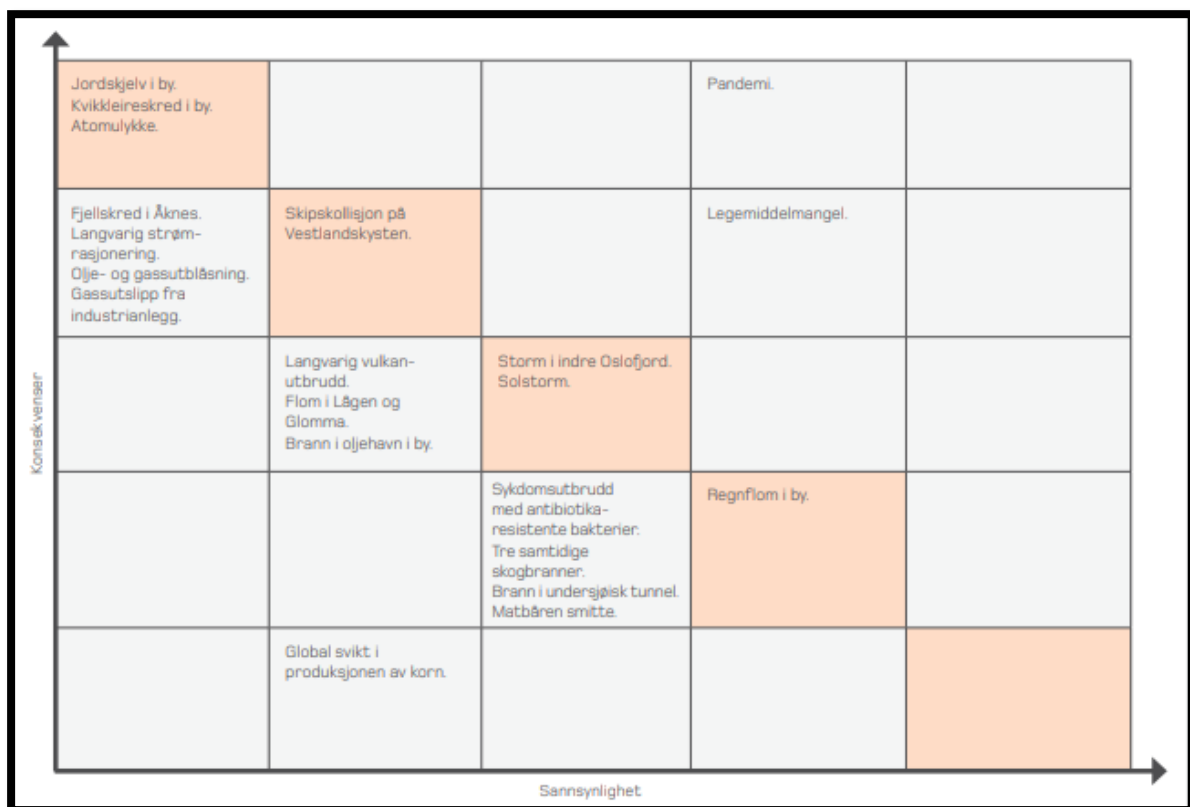 Jordskjelv i by.
Kvikkleireskred i by.
Atomulykke.
Pandemi.
Fjellskred i Åknes.
Langvarig strøm-
rasjonering.
Olje- og gassutblåsning.
Gassutslipp fra
industrianlegg.
Skipskollisjon på
Vestlandskysten.
Legemiddelmangel.
Langvarig vulkan-
utbrudd.
Flom i Lågen og
Glomma.
Brann i oljehavn i by.
Storm i indre Oslofjord.
Solstorm.
Konsekvenser
Sykdomsutbrudd
med antibiotika-
resistente bakterier.
Tre samtidige
skogbranner.
Brann i undersjøisk tunnel.
Matbåren smitte.
Regnflom i by.
Global svikt i
produksjonen av korn.
Sannsynlighet